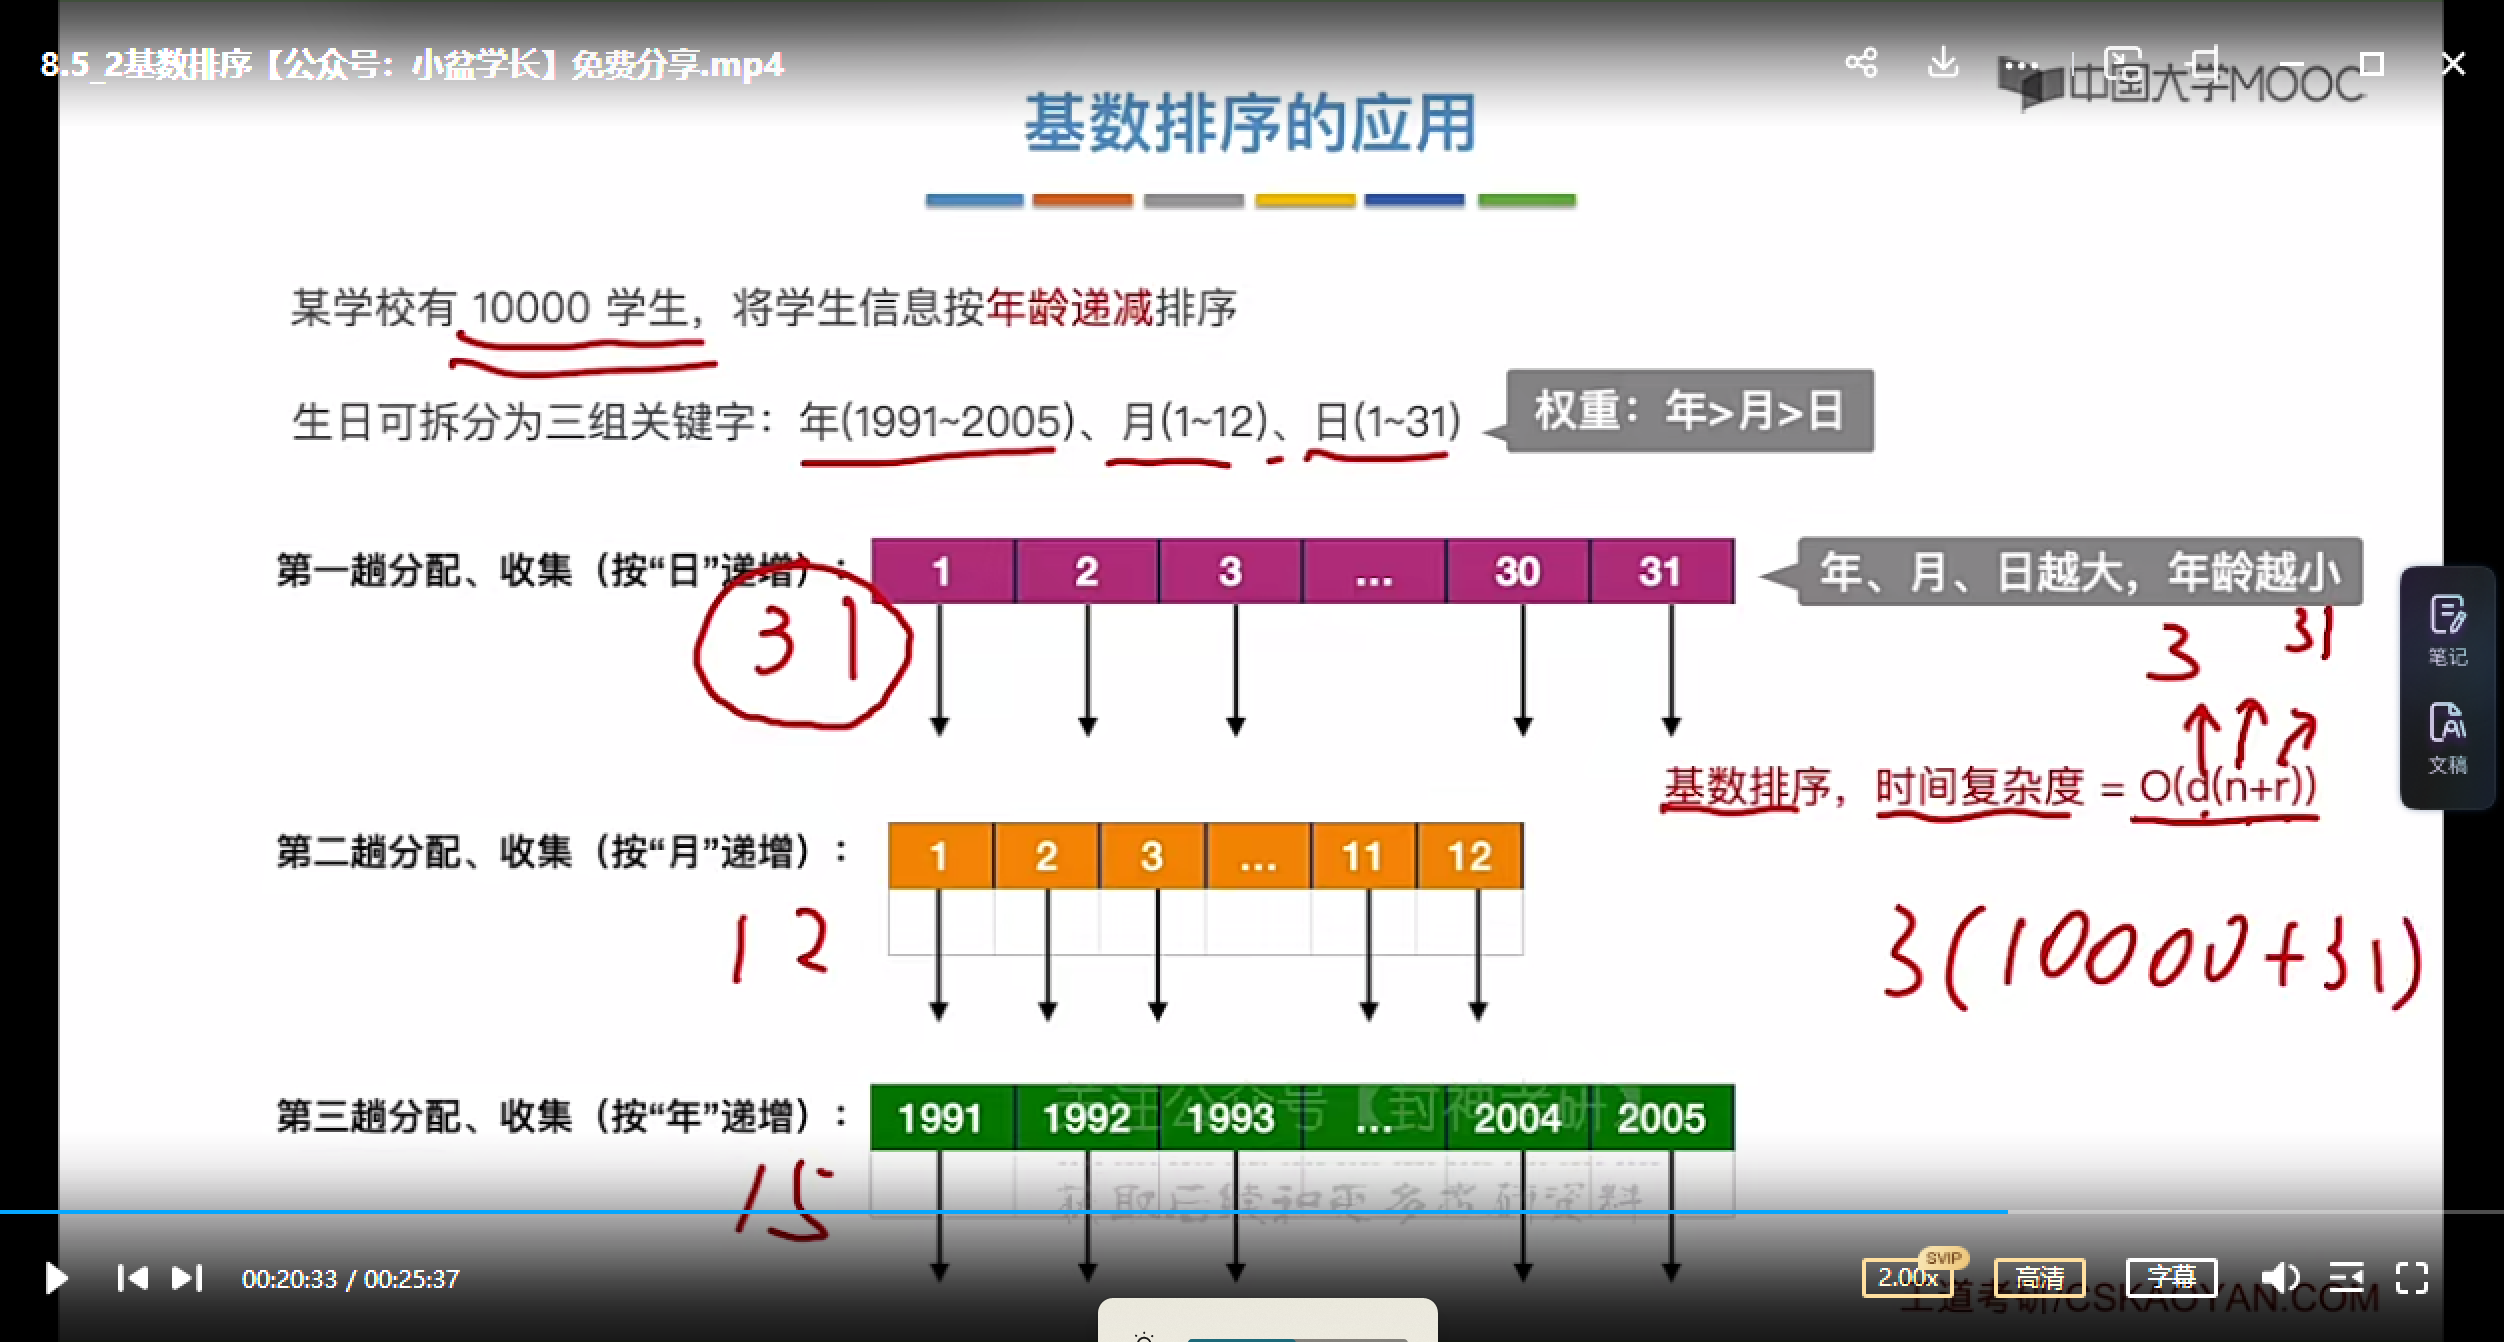 8.5_2基数排序【公众号：小盆学长】免费分享.mp4
中国大学MOOC
基数排序的应用
某学校有 10000 学生，将学生信息按年龄递减排序
生日可拆分为三组关键字：年(1991~2005)、月(1~12)、日(1~31)
权重：年>月>日
第一趟分配、收集（按“日”递增）：
1 2 3 ... 30 31
年、月、日越大，年龄越小
31
3 31
基数排序，时间复杂度 = O(d(n+r))
第二趟分配、收集（按“月”递增）：
1 2 3 ... 11 12
12
3(10000+31)
第三趟分配、收集（按“年”递增）：
1991 1992 1993 ... 2004 2005
15
关注公众号【封神考研】
获取后续和更多考研资料
笔记
文稿
00:20:33 / 00:25:37
2.00x
SVIP
高清
字幕
王道考研/CSKAOYAN.COM